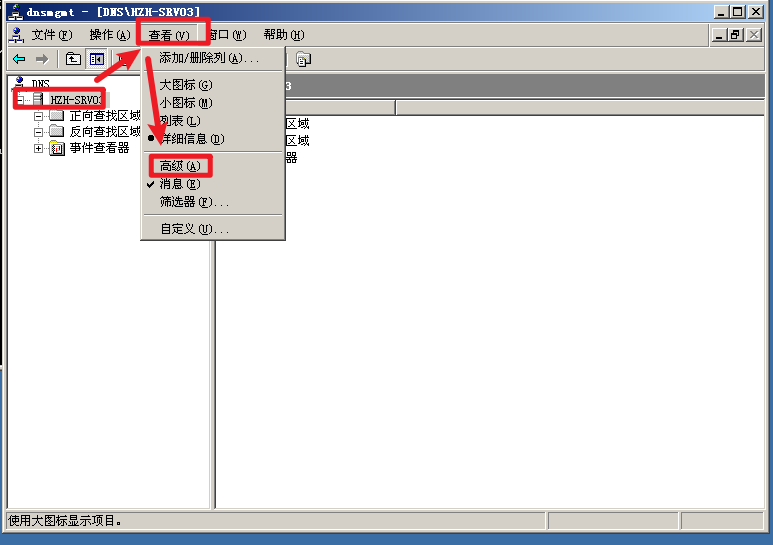 dnsmgmt - [DNS\HZH-SRV03]
文件(F) 操作(A) 查看(V) 窗口(W) 帮助(H)
添加/删除列(A)...
大图标(G)
小图标(M)
列表(L)
详细信息(D)
高级(A)
消息(E)
筛选器(F)...
自定义(U)...
DNS
HZH-SRV03
正向查找区域
反向查找区域
事件查看器
3
区域
区域
器
使用大图标显示项目。